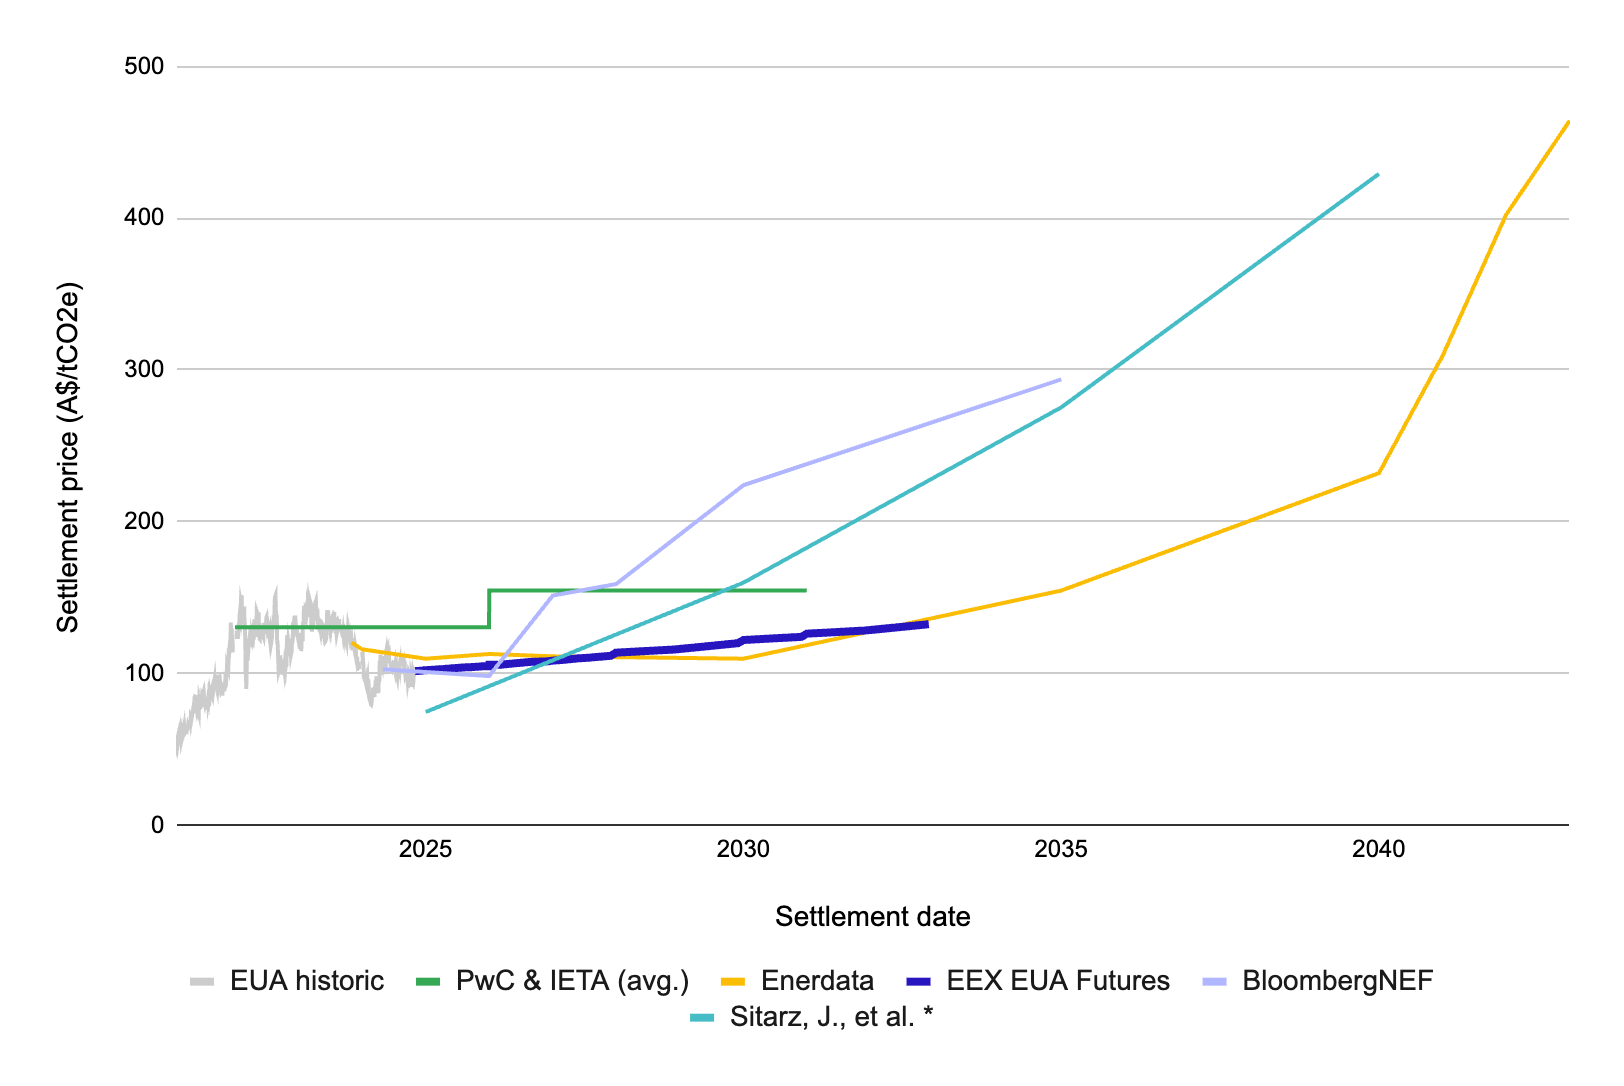 500
400
300
200
100
0
Settlement price (A$/tCO2e)
2025 2030 2035 2040
Settlement date
EUA historic PwC & IETA (avg.) Enerdata EEX EUA Futures BloombergNEF
Sitarz, J., et al. *